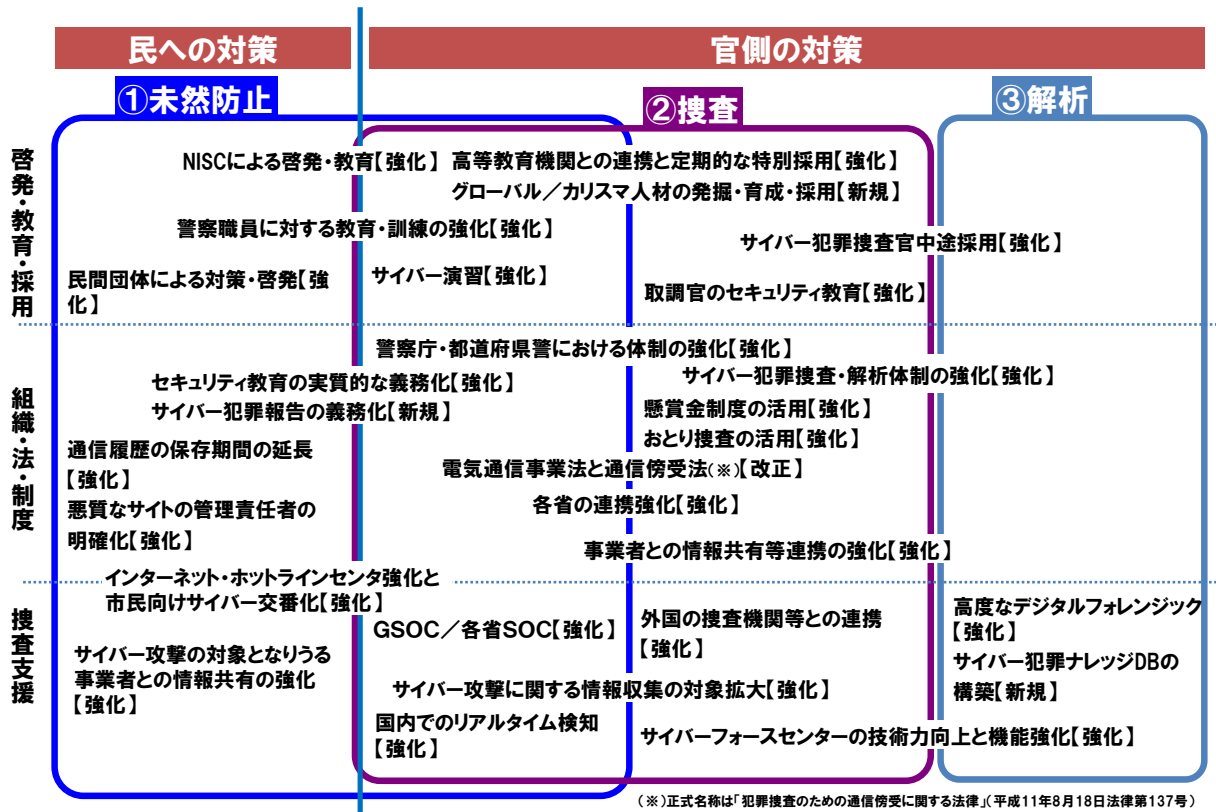 民への対策
官側の対策
①未然防止
②捜査
③解析
啓発・教育・採用
NISCによる啓発・教育【強化】
高等教育機関との連携と定期的な特別採用【強化】
グローバル／カリスマ人材の発掘・育成・採用【新規】
警察職員に対する教育・訓練の強化【強化】
サイバー犯罪捜査官中途採用【強化】
民間団体による対策・啓発【強
化】
サイバー演習【強化】
取調官のセキュリティ教育【強化】
組織・法・制度
警察庁・都道府県警における体制の強化【強化】
セキュリティ教育の実質的な義務化【強化】
サイバー犯罪捜査・解析体制の強化【強化】
サイバー犯罪報告の義務化【新規】
懸賞金制度の活用【強化】
おとり捜査の活用【強化】
通信履歴の保存期間の延長
【強化】
電気通信事業法と通信傍受法(※)【改正】
悪質なサイトの管理責任者の
明確化【強化】
各省の連携強化【強化】
事業者との情報共有等連携の強化【強化】
捜査支援
インターネット・ホットラインセンタ強化と
市民向けサイバー交番化【強化】
GSOC／各省SOC【強化】
外国の捜査機関等との連携
【強化】
高度なデジタルフォレンジック
【強化】
サイバー攻撃の対象となりうる
事業者との情報共有の強化
【強化】
サイバー犯罪ナレッジDBの
構築【新規】
サイバー攻撃に関する情報収集の対象拡大【強化】
国内でのリアルタイム検知
【強化】
サイバーフォースセンターの技術力向上と機能強化【強化】
(※)正式名称は「犯罪捜査のための通信傍受に関する法律」(平成11年8月18日法律第137号)